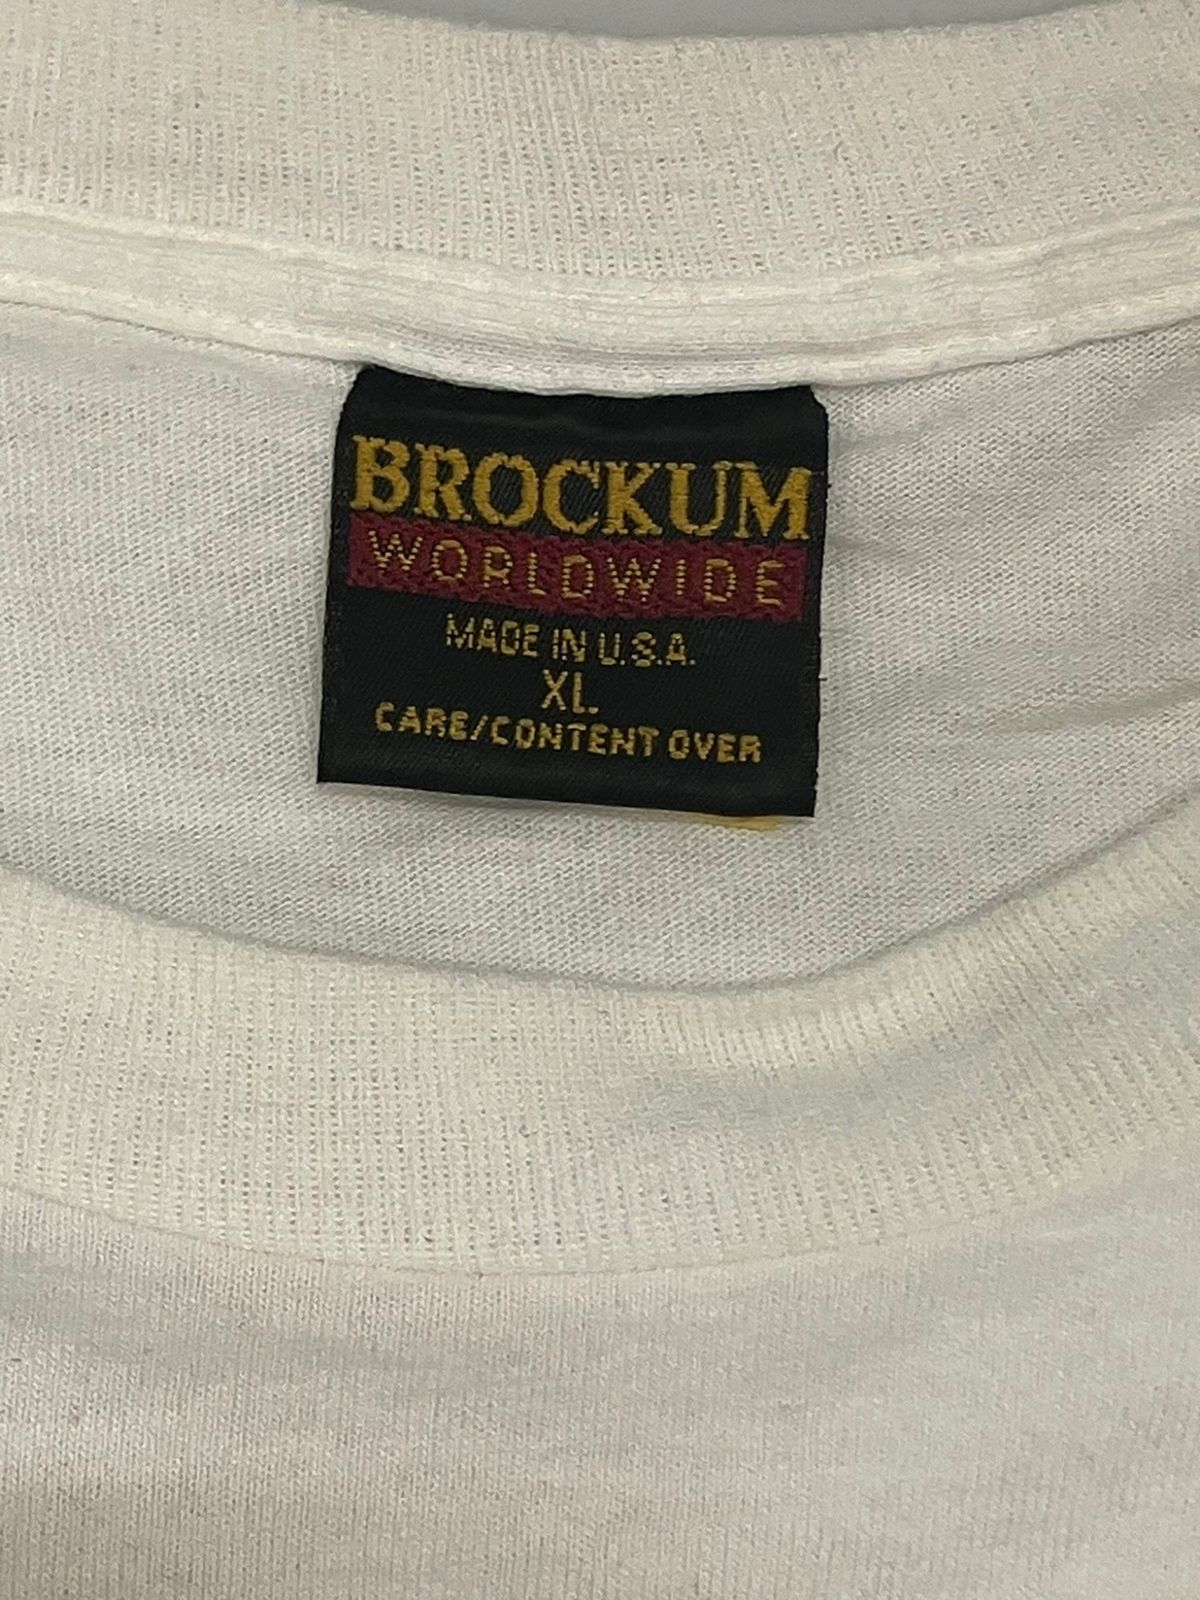 BROCKUM
WORLDWIDE
MADE IN U.S.A.
XL.
CARE/CONTENT OVER